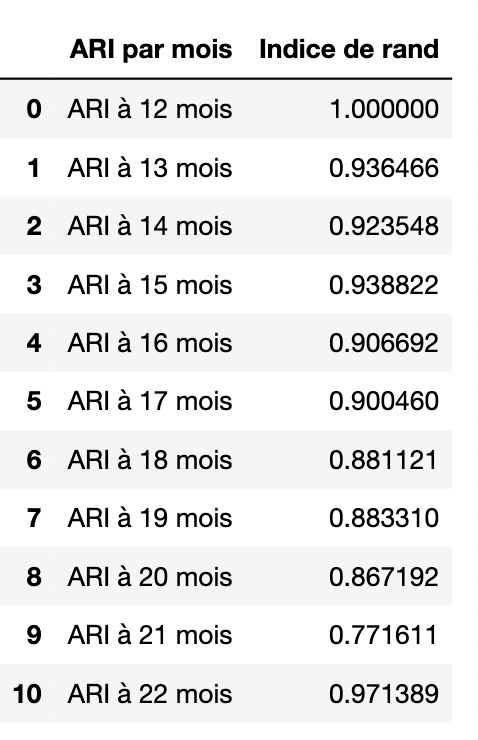 ARI par mois Indice de rand
0 ARI à 12 mois 1.000000
1 ARI à 13 mois 0.936466
2 ARI à 14 mois 0.923548
3 ARI à 15 mois 0.938822
4 ARI à 16 mois 0.906692
5 ARI à 17 mois 0.900460
6 ARI à 18 mois 0.881121
7 ARI à 19 mois 0.883310
8 ARI à 20 mois 0.867192
9 ARI à 21 mois 0.771611
10 ARI à 22 mois 0.971389